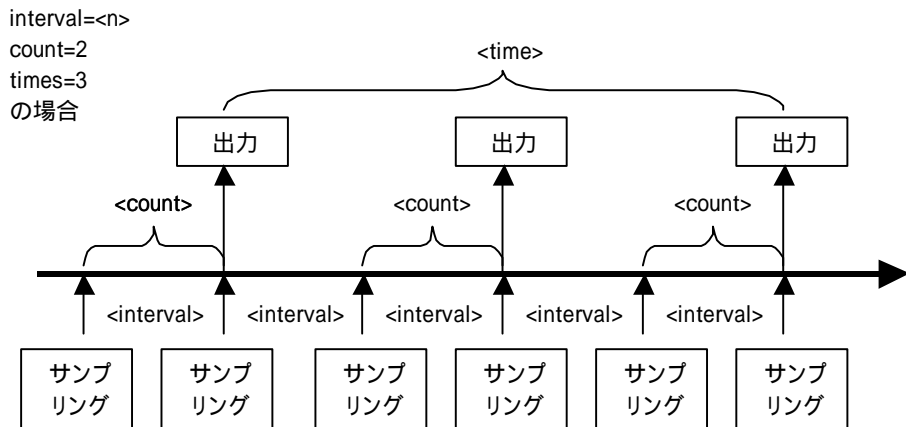 interval=<n>
count=2
times=3
の場合
<time>
出力
出力
出力
<count>
<count>
<count>
<interval>
<interval>
<interval>
<interval>
<interval>
サンプ
リング
サンプ
リング
サンプ
リング
サンプ
リング
サンプ
リング
サンプ
リング